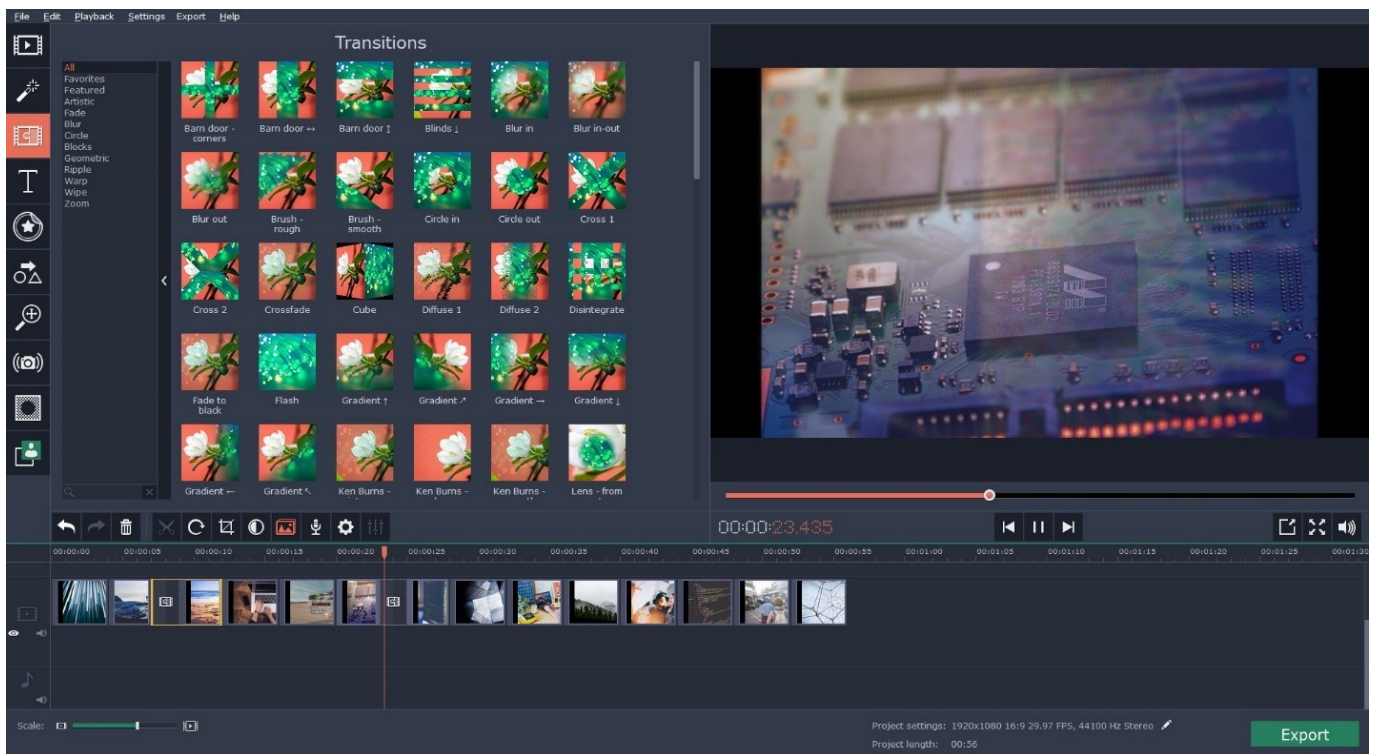 File Edit Playback Settings Export Help
Transitions
All
Favorites
Featured
Artistic
Fade
Blur
Circle
Blocks
Geometric
Ripple
Warp
Wipe
Zoom
Barn door - corners
Barn door ↔
Barn door ↕
Blinds ↓
Blur in
Blur in-out
Blur out
Brush - rough
Brush - smooth
Circle in
Circle out
Cross 1
Cross 2
Crossfade
Cube
Diffuse 1
Diffuse 2
Disintegrate
Fade to black
Flash
Gradient ↑
Gradient ↗
Gradient →
Gradient ↓
Gradient ←
Gradient ↖
Ken Burns -
Ken Burns -
Ken Burns -
Lens - from
00:00:23.435
00:00:00 00:00:05 00:00:10 00:00:15 00:00:20 00:00:25 00:00:30 00:00:35 00:00:40 00:00:45 00:00:50 00:00:55 00:01:00 00:01:05 00:01:10 00:01:15 00:01:20 00:01:25 00:01:30
Scale:
Project settings: 1920x1080 16:9 29.97 FPS, 44100 Hz Stereo
Project length: 00:56
Export